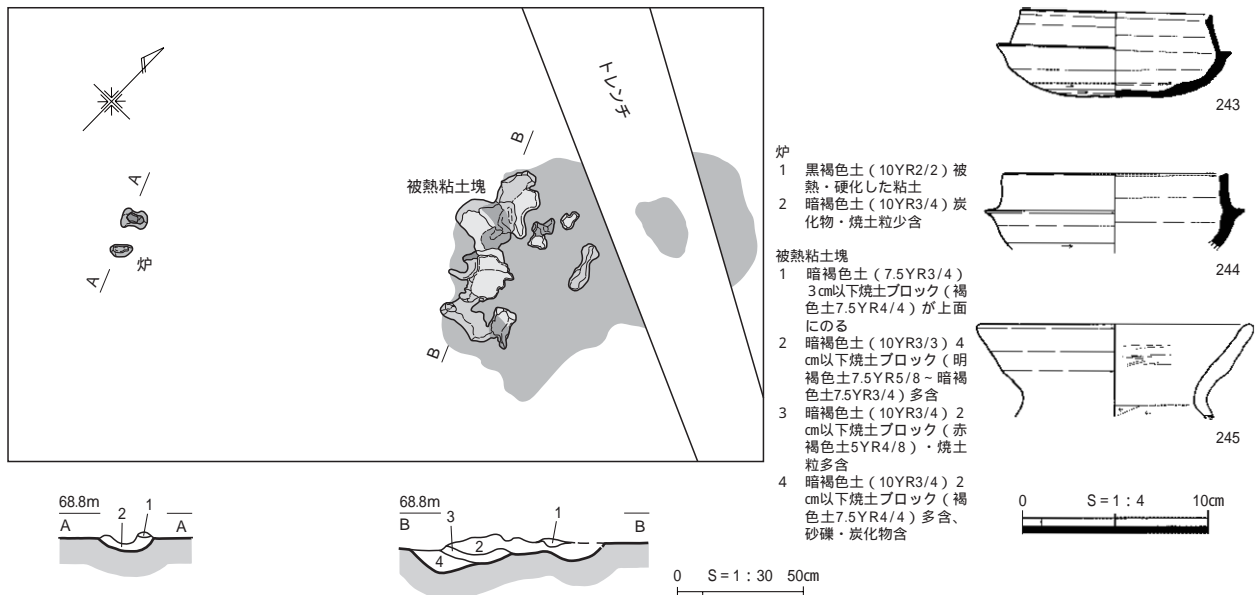 トレンチ
B
被熱粘土塊
A
炉
A
B
炉
1 黒褐色土(10YR2/2)被
熱・硬化した粘土
2 暗褐色土(10YR3/4)炭
化物・焼土粒少含
被熱粘土塊
1 暗褐色土(7.5YR3/4)
3㎝以下焼土ブロック(褐
色土7.5YR4/4)が上面
にのる
2 暗褐色土(10YR3/3)4
㎝以下焼土ブロック(明
褐色土7.5YR5/8~暗褐
色土7.5YR3/4)多含
3 暗褐色土(10YR3/4)2
㎝以下焼土ブロック(赤
褐色土5YR4/8)・焼土
粒多含
4 暗褐色土(10YR3/4)2
㎝以下焼土ブロック(褐
色土7.5YR4/4)多含、
砂礫・炭化物含
243
244
245
0 S=1:4 10cm
68.8m
A 2 1 A
68.8m
B 3 2 1 B
4
0 S=1:30 50cm